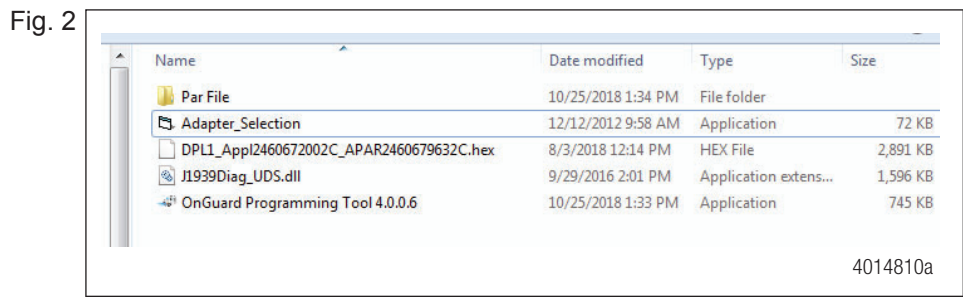 Fig. 2
Name Date modified Type Size
Par File 10/25/2018 1:34 PM File folder
Adapter_Selection 12/12/2012 9:58 AM Application 72 KB
DPL1_Appl2460672002C_APAR2460679632C.hex 8/3/2018 12:14 PM HEX File 2,891 KB
J1939Diag_UDS.dll 9/29/2016 2:01 PM Application extens... 1,596 KB
OnGuard Programming Tool 4.0.0.6 10/25/2018 1:33 PM Application 745 KB
4014810a